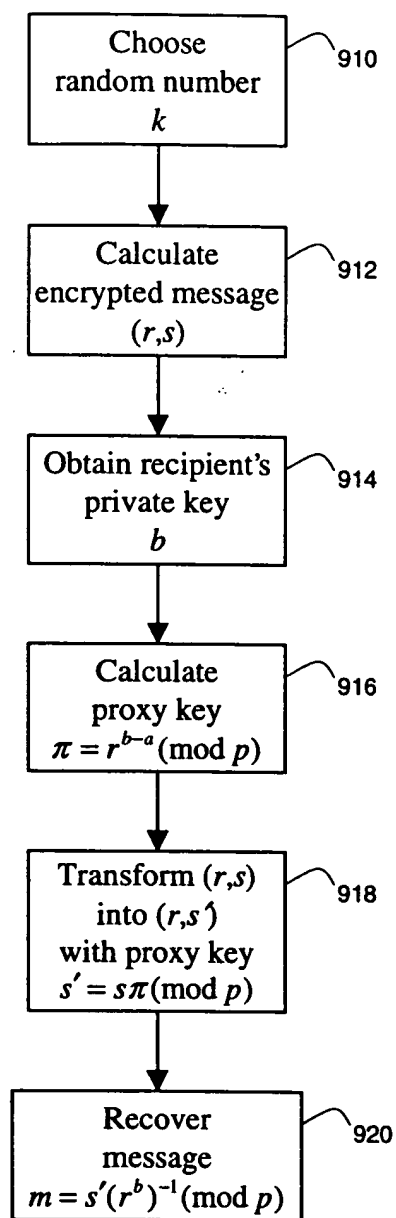 Choose
random number
k
910
Calculate
encrypted message
(r,s)
912
Obtain recipient's
private key
b
914
Calculate
proxy key
π = r^{b−a} (mod p)
916
Transform (r,s)
into (r,s′)
with proxy key
s′ = sπ (mod p)
918
Recover
message
m = s′(r^b)^{−1} (mod p)
920